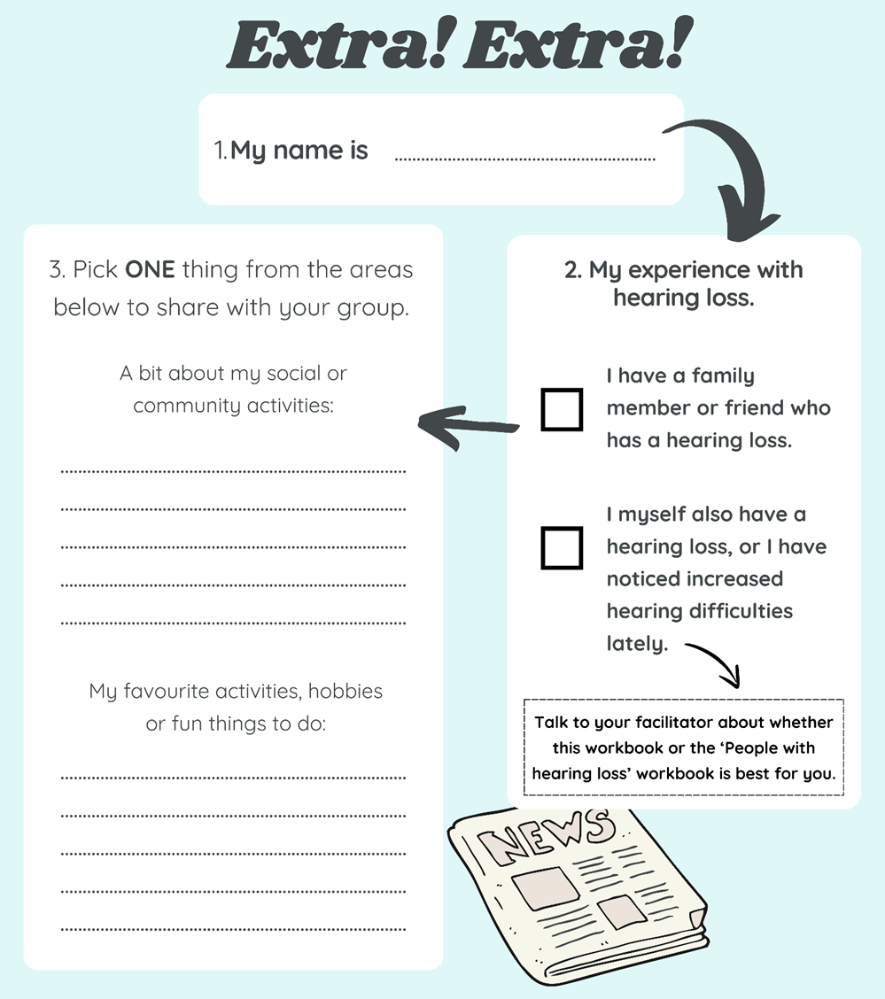 Extra! Extra!
1. My name is ............................................................
2. My experience with
hearing loss.
I have a family
member or friend who
has a hearing loss.
I myself also have a
hearing loss, or I have
noticed increased
hearing difficulties
lately.
Talk to your facilitator about whether
this workbook or the ‘People with
hearing loss’ workbook is best for you.
3. Pick ONE thing from the areas
below to share with your group.
A bit about my social or
community activities:
My favourite activities, hobbies
or fun things to do:
NEWS